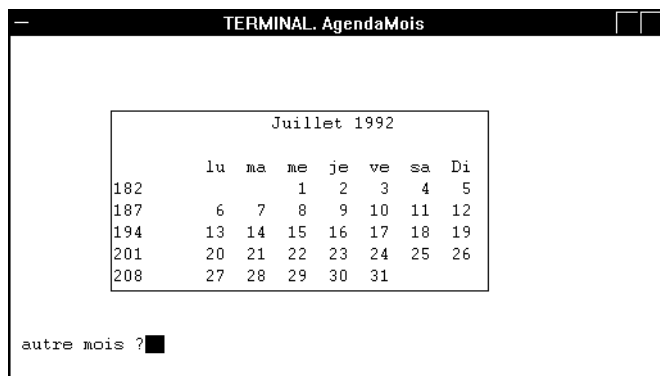 TERMINAL. AgendaMois
Juillet 1992
lu ma me je ve sa Di
182 1 2 3 4 5
187 6 7 8 9 10 11 12
194 13 14 15 16 17 18 19
201 20 21 22 23 24 25 26
208 27 28 29 30 31
autre mois ?